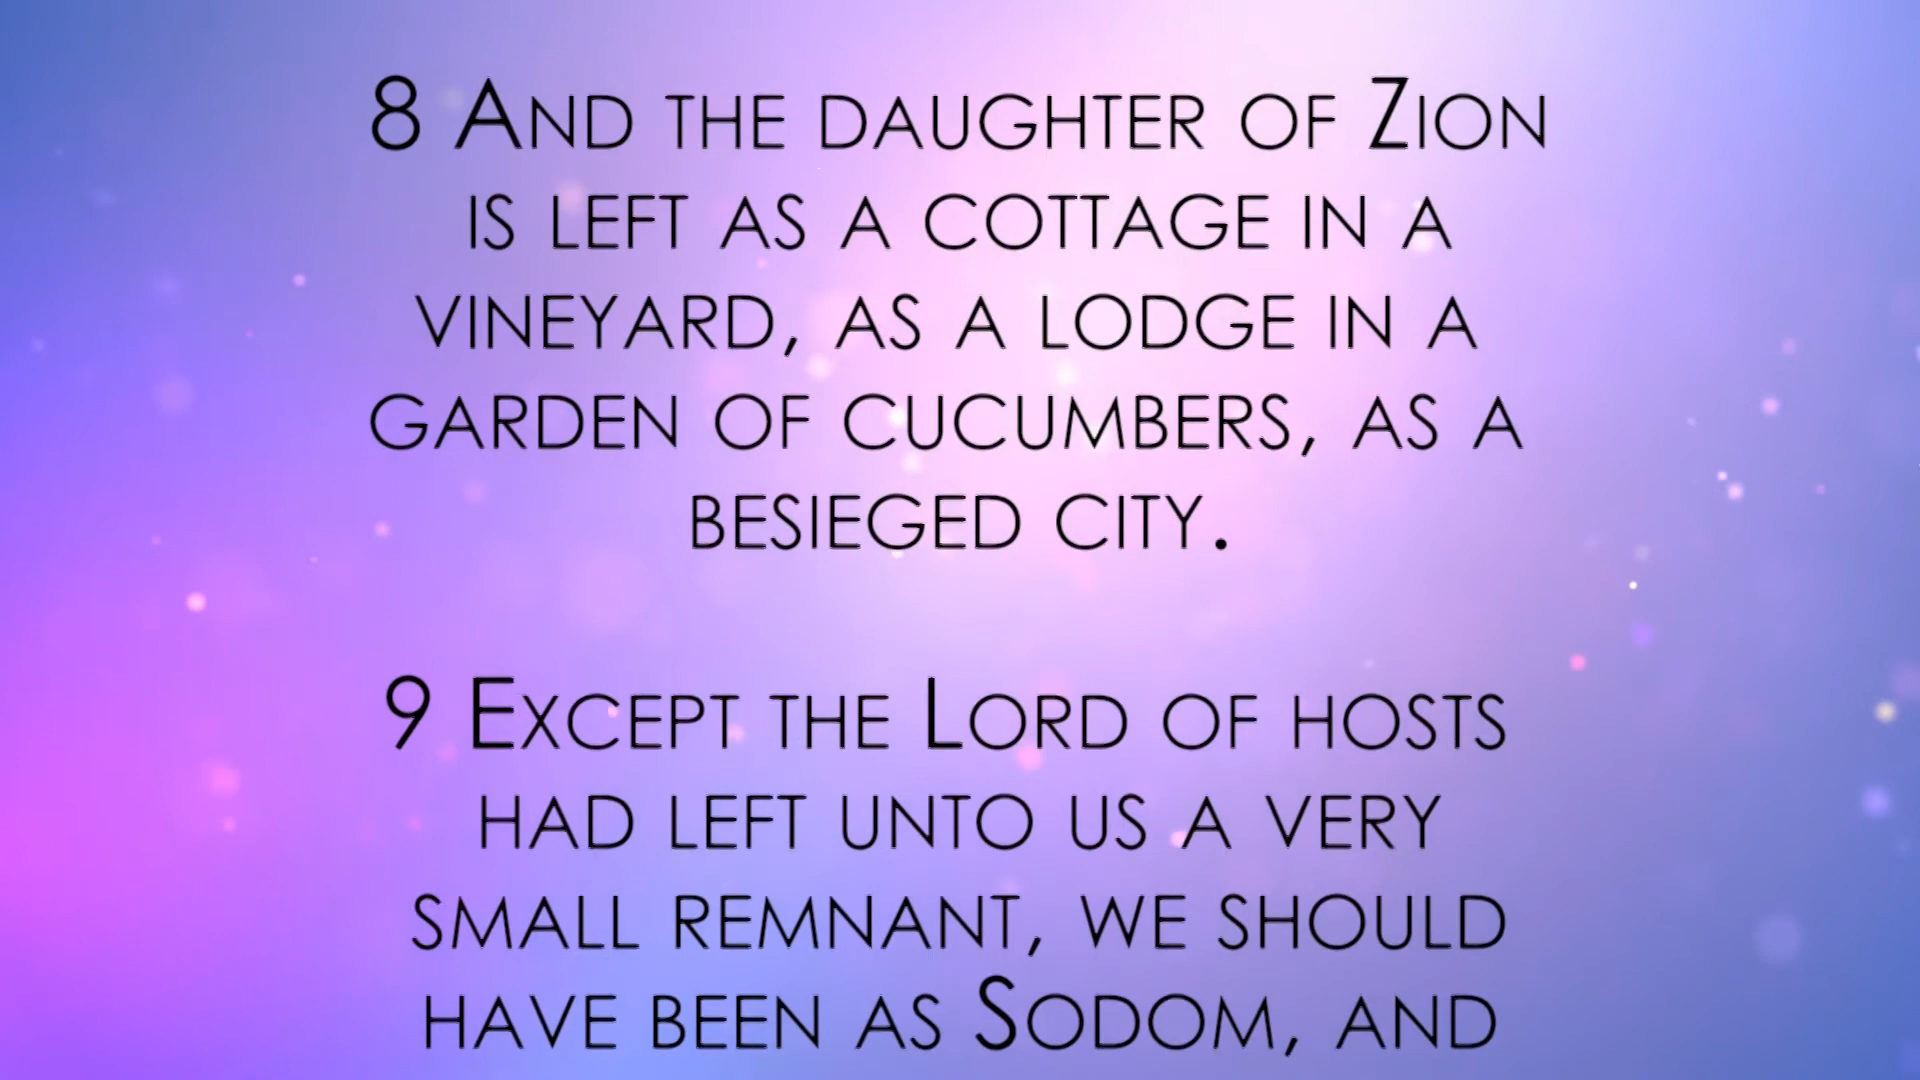 8 And the daughter of Zion
is left as a cottage in a
vineyard, as a lodge in a
garden of cucumbers, as a
besieged city.
9 Except the Lord of hosts
had left unto us a very
small remnant, we should
have been as Sodom, and